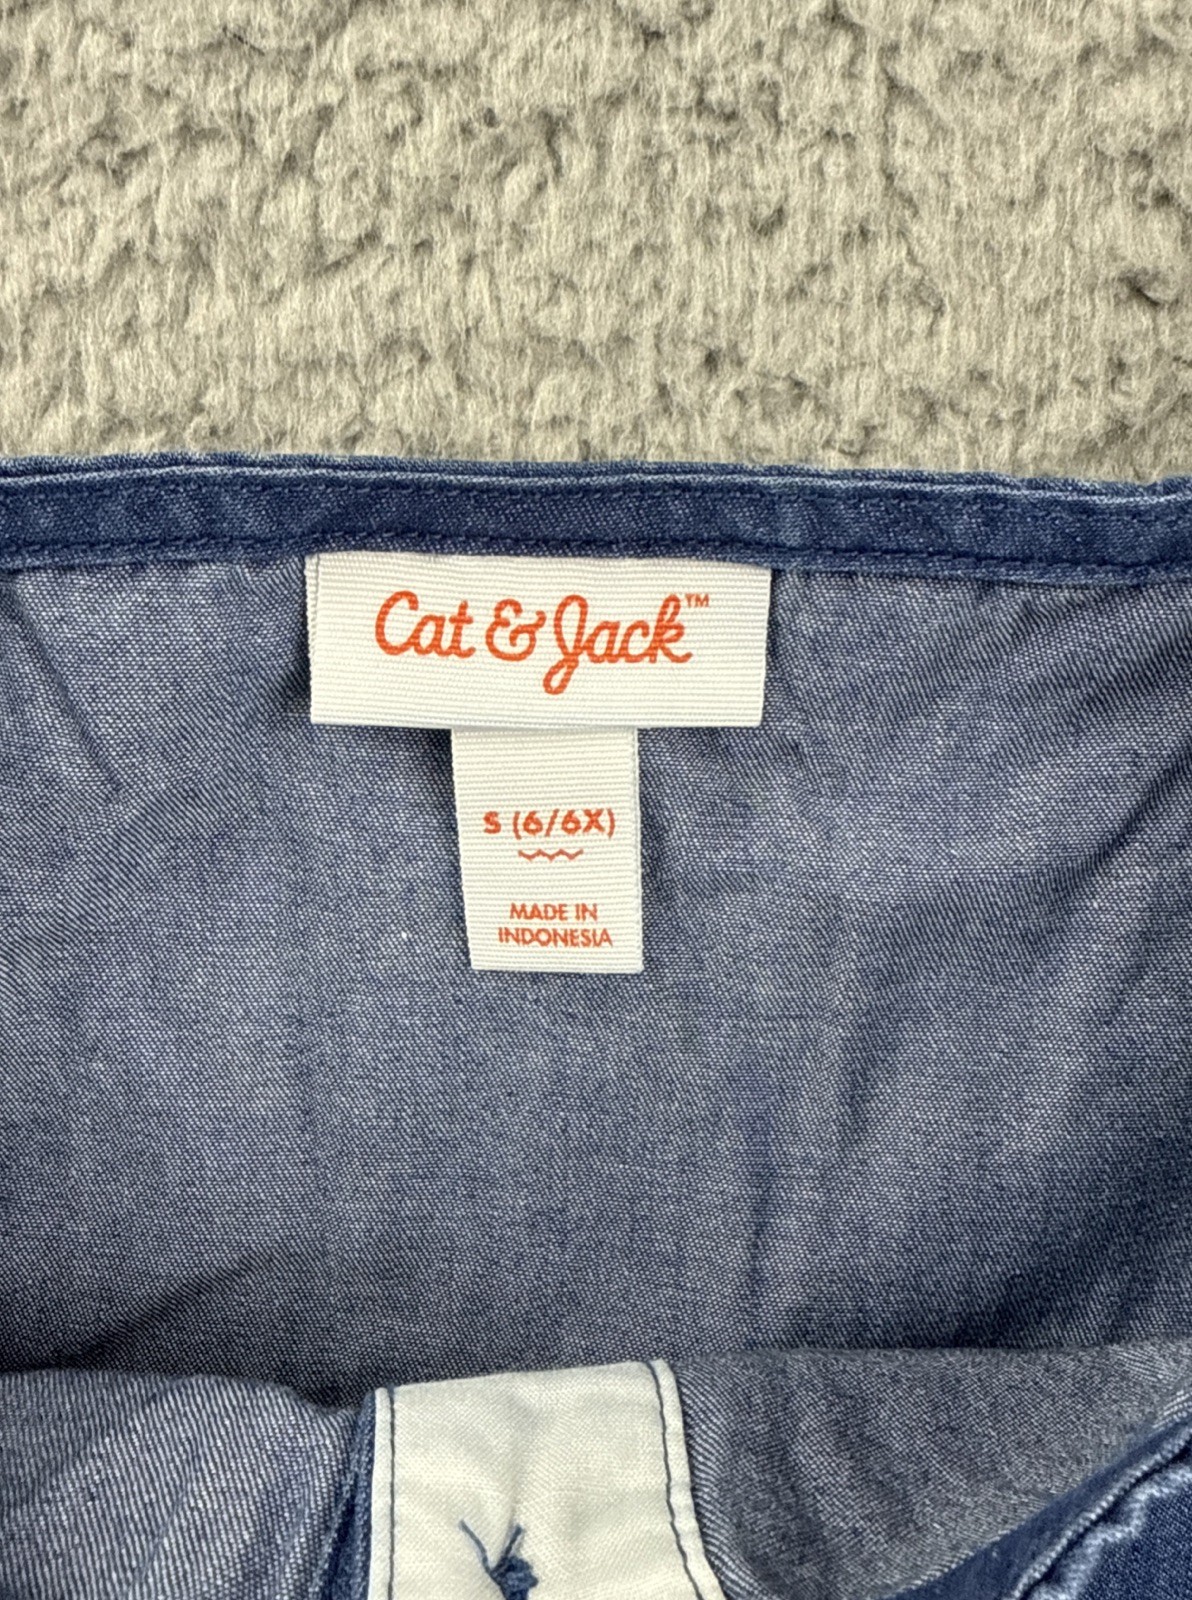 Cat & Jack™
S (6/6X)
MADE IN
INDONESIA